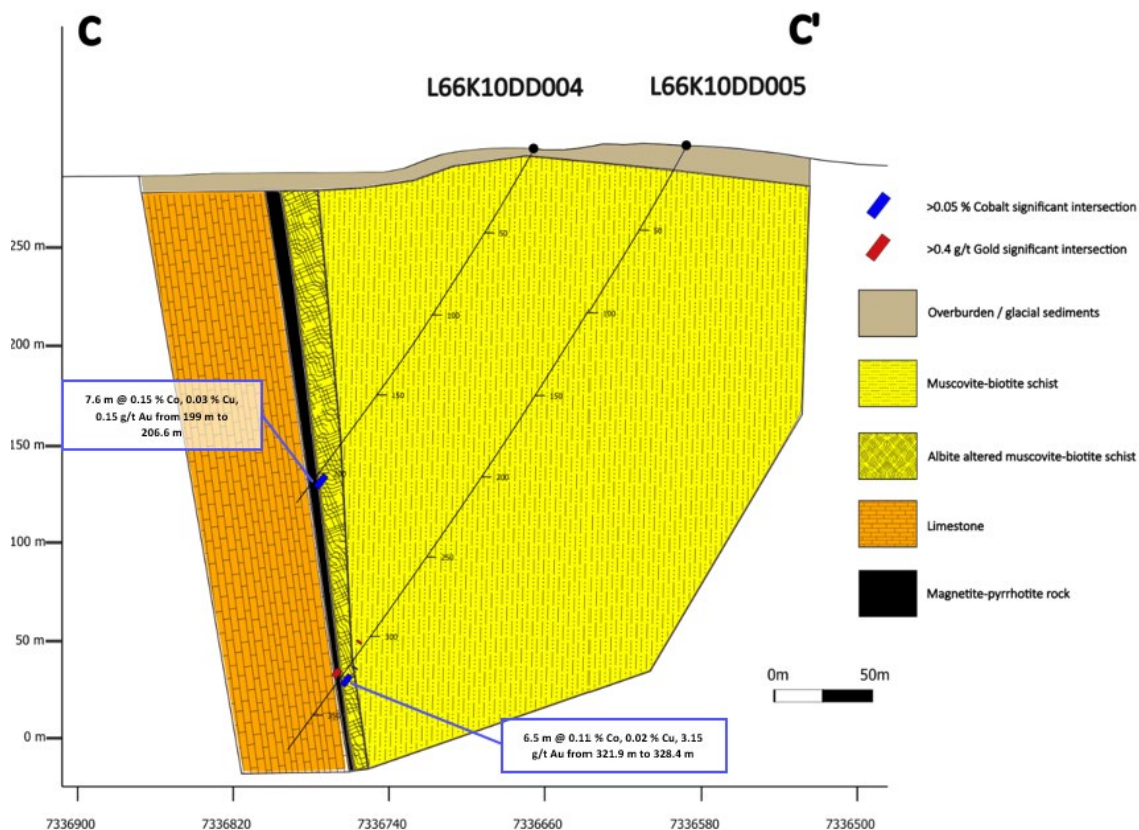 C
C'
L66K10DD004
L66K10DD005
>0.05 % Cobalt significant intersection
>0.4 g/t Gold significant intersection
Overburden / glacial sediments
Muscovite-biotite schist
Albite altered muscovite-biotite schist
Limestone
Magnetite-pyrrhotite rock
0m
50m
250 m
200 m
150 m
100 m
50 m
0 m
50
100
150
50
100
150
200
250
300
350
7.6 m @ 0.15 % Co, 0.03 % Cu,
0.15 g/t Au from 199 m to
206.6 m
6.5 m @ 0.11 % Co, 0.02 % Cu, 3.15
g/t Au from 321.9 m to 328.4 m
7336900
7336820
7336740
7336660
7336580
7336500